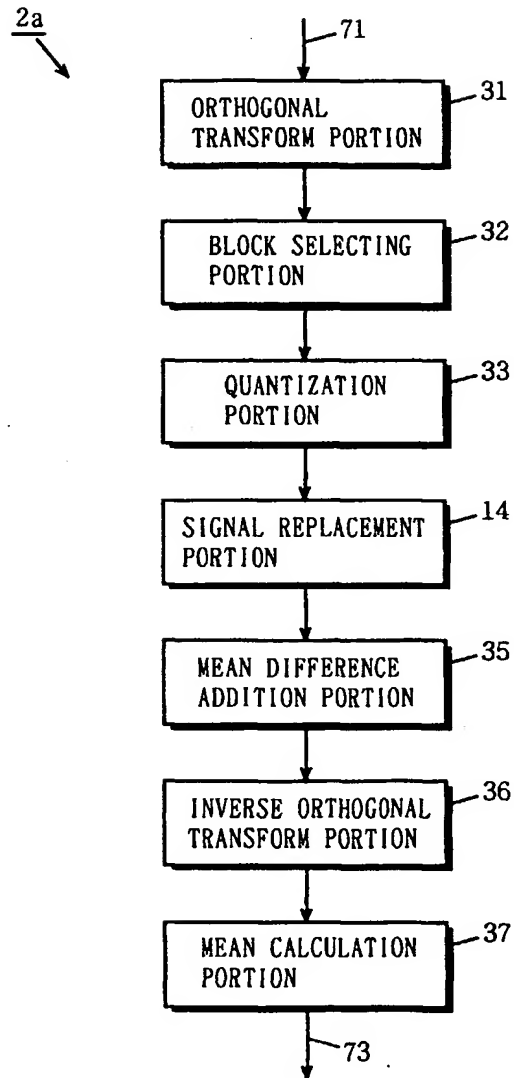 2a
71
31
ORTHOGONAL
TRANSFORM PORTION
32
BLOCK SELECTING
PORTION
33
QUANTIZATION
PORTION
14
SIGNAL REPLACEMENT
PORTION
35
MEAN DIFFERENCE
ADDITION PORTION
36
INVERSE ORTHOGONAL
TRANSFORM PORTION
37
MEAN CALCULATION
PORTION
73